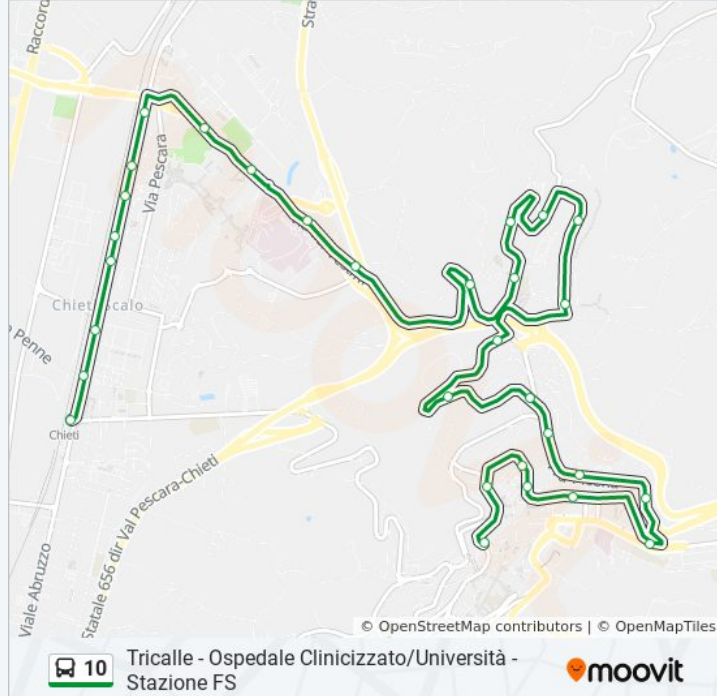 Raccord
Stra
Via Pescara
Chieti Scalo
a Penne
Chieti
Statale 656 dir Val Pescara-Chieti
Viale Abruzzo
© OpenStreetMap contributors | © OpenMapTiles
10
Tricalle - Ospedale Clinicizzato/Università -
Stazione FS
moovit